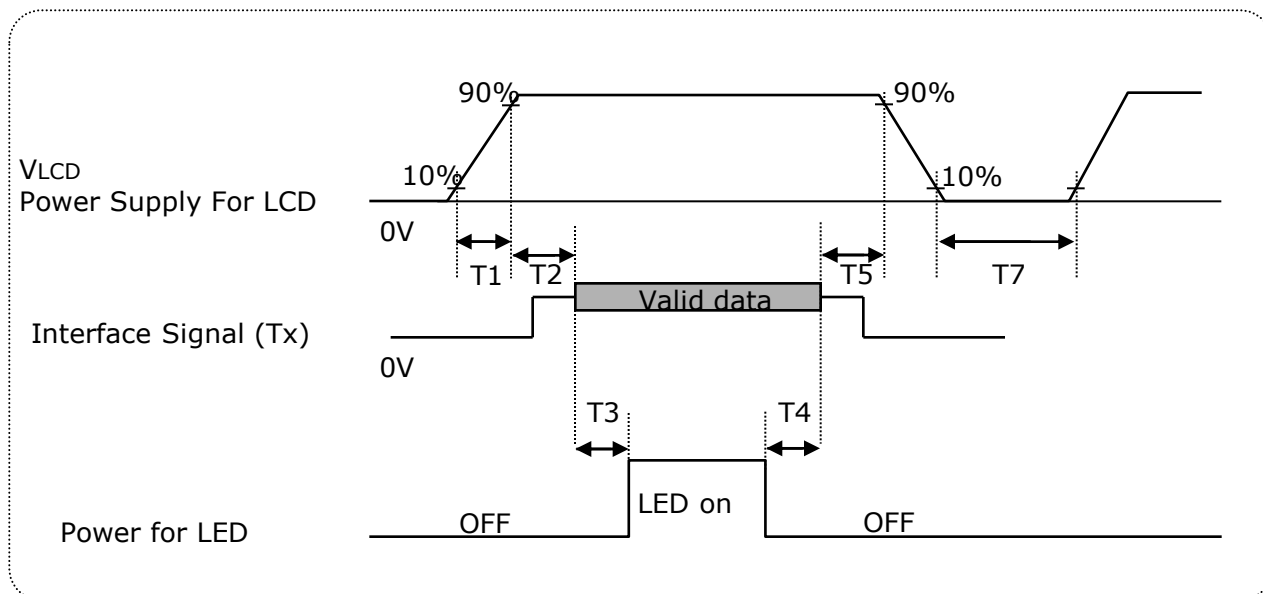 90%
90%
VLCD
10%
10%
Power Supply For LCD
0V
T1
T2
T5
T7
Valid data
Interface Signal (Tx)
0V
T3
T4
LED on
OFF
OFF
Power for LED